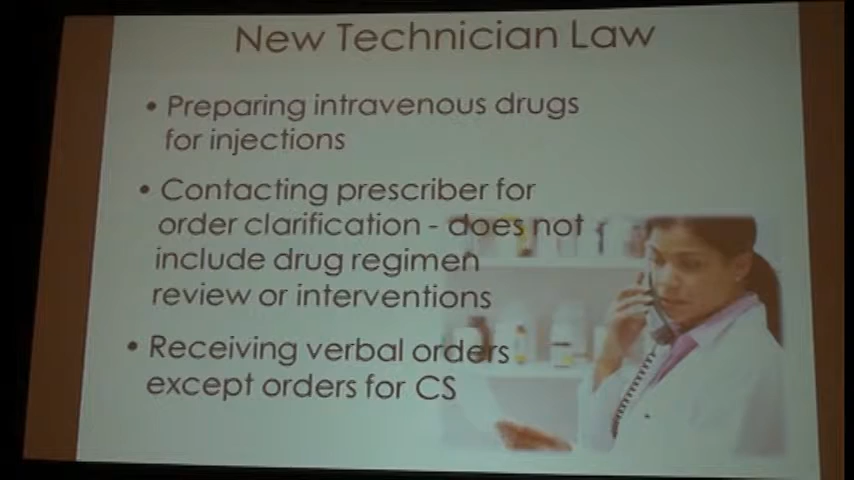 New Technician Law
• Preparing intravenous drugs
for injections
• Contacting prescriber for
order clarification - does not
include drug regimen
review or interventions
• Receiving verbal orders
except orders for CS